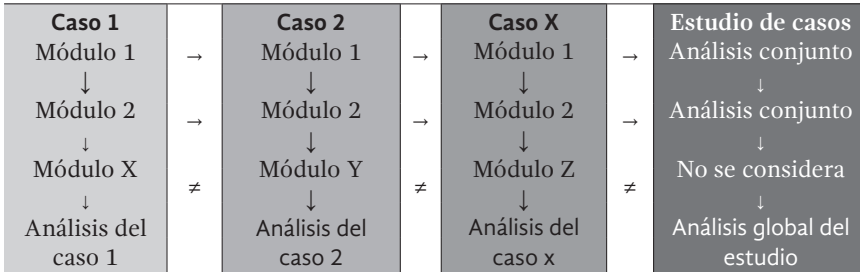 Caso 1 Caso 2 Caso X Estudio de casos
Módulo 1 → Módulo 1 → Módulo 1 → Análisis conjunto
↓ ↓ ↓ ↓
Módulo 2 → Módulo 2 → Módulo 2 → Análisis conjunto
↓ ↓ ↓ ↓
Módulo X ≠ Módulo Y ≠ Módulo Z ≠ No se considera
↓ ↓ ↓ ↓
Análisis del Análisis del Análisis del Análisis global del
caso 1 caso 2 caso x estudio